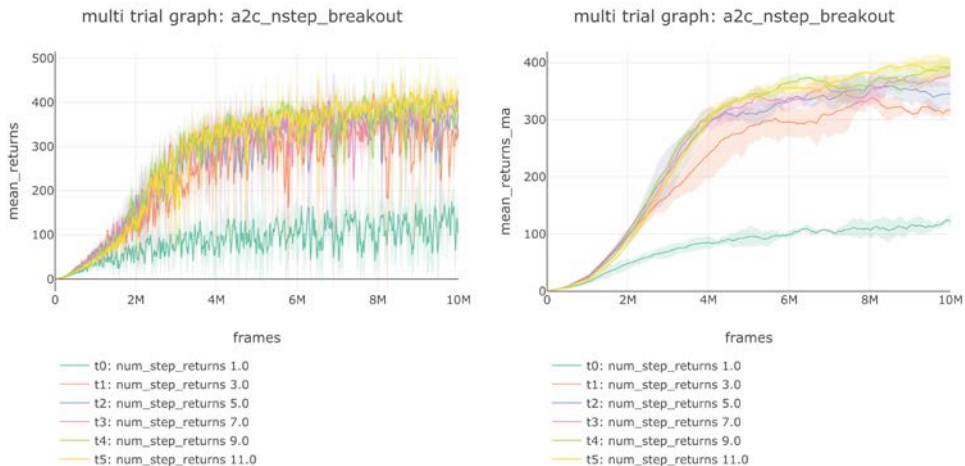 multi trial graph: a2c_nstep_breakout
500
400
300
200
100
0
mean_returns
0
2M
4M
6M
8M
10M
frames
t0: num_step_returns 1.0
t1: num_step_returns 3.0
t2: num_step_returns 5.0
t3: num_step_returns 7.0
t4: num_step_returns 9.0
t5: num_step_returns 11.0
multi trial graph: a2c_nstep_breakout
400
300
200
100
0
mean_returns_ma
0
2M
4M
6M
8M
10M
frames
t0: num_step_returns 1.0
t1: num_step_returns 3.0
t2: num_step_returns 5.0
t3: num_step_returns 7.0
t4: num_step_returns 9.0
t5: num_step_returns 11.0